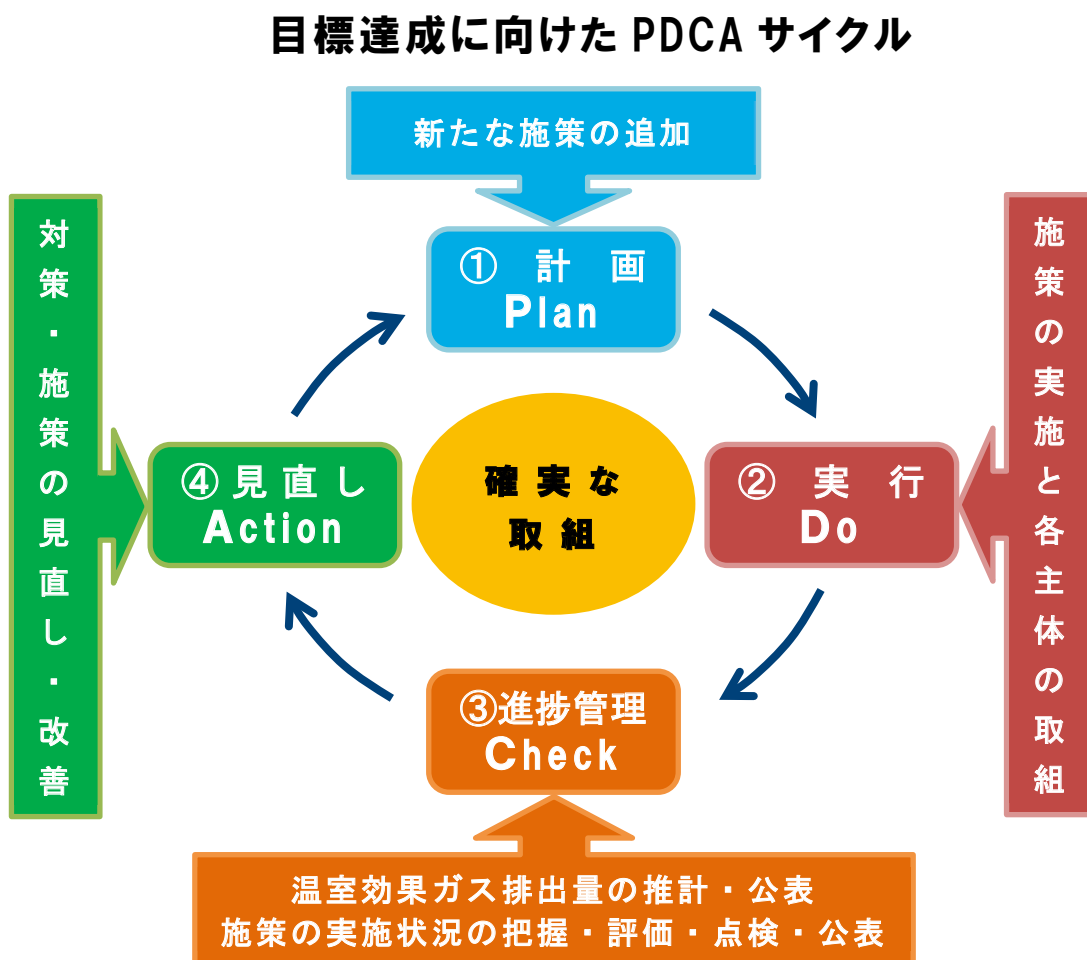 目標達成に向けた PDCA サイクル
新たな施策の追加
① 計 画
Plan
施策の実施と各主体の取組
② 実 行
Do
確実な
取組
③進捗管理
Check
温室効果ガス排出量の推計・公表
施策の実施状況の把握・評価・点検・公表
④見直し
Action
対策・施策の見直し・改善